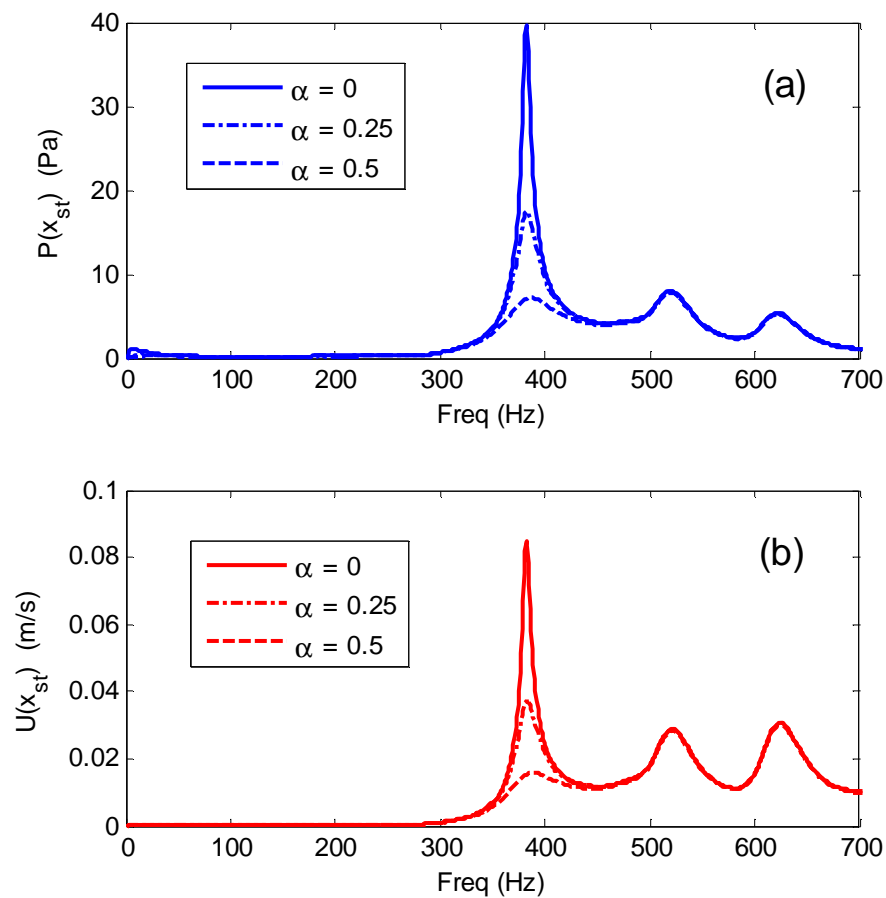 40
30
20
10
0
P(x_st) (Pa)
α = 0
α = 0.25
α = 0.5
(a)
0 100 200 300 400 500 600 700
Freq (Hz)
0.1
0.08
0.06
0.04
0.02
0
U(x_st) (m/s)
α = 0
α = 0.25
α = 0.5
(b)
0 100 200 300 400 500 600 700
Freq (Hz)